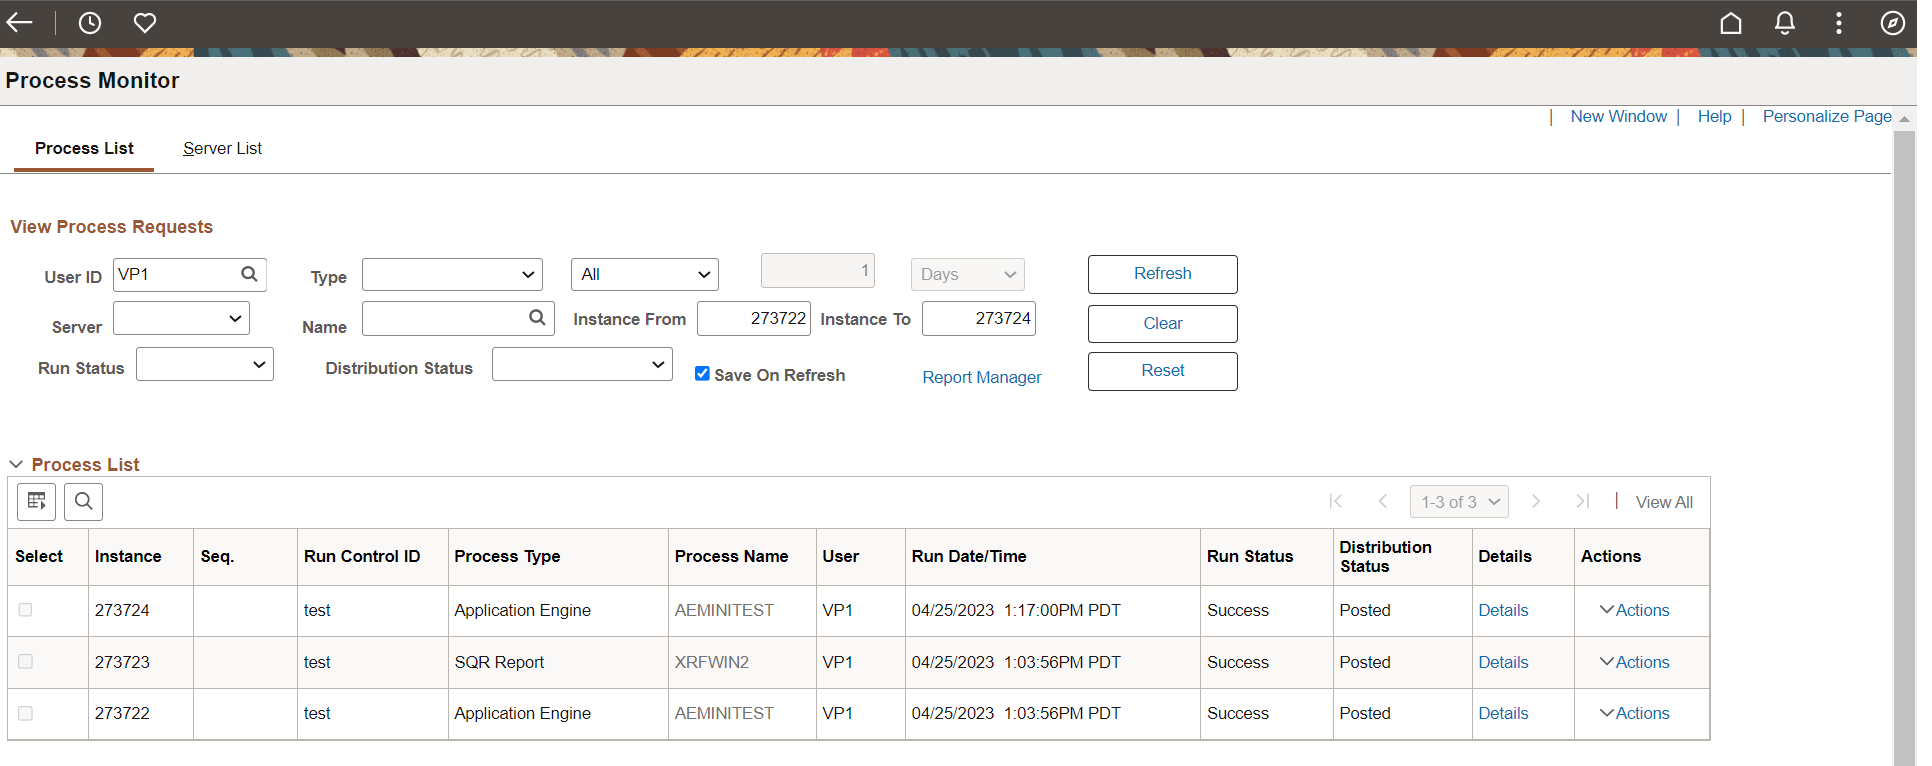 Process Monitor
| New Window | Help | Personalize Page
Process List Server List
View Process Requests
User ID VP1 Type All 1 Days Refresh
Server Name Instance From 273722 Instance To 273724 Clear
Run Status Distribution Status Save On Refresh Report Manager Reset
Process List
1-3 of 3 | View All
Select Instance Seq. Run Control ID Process Type Process Name User Run Date/Time Run Status Distribution Status Details Actions
273724 test Application Engine AEMINITEST VP1 04/25/2023 1:17:00PM PDT Success Posted Details Actions
273723 test SQR Report XRFWIN2 VP1 04/25/2023 1:03:56PM PDT Success Posted Details Actions
273722 test Application Engine AEMINITEST VP1 04/25/2023 1:03:56PM PDT Success Posted Details Actions